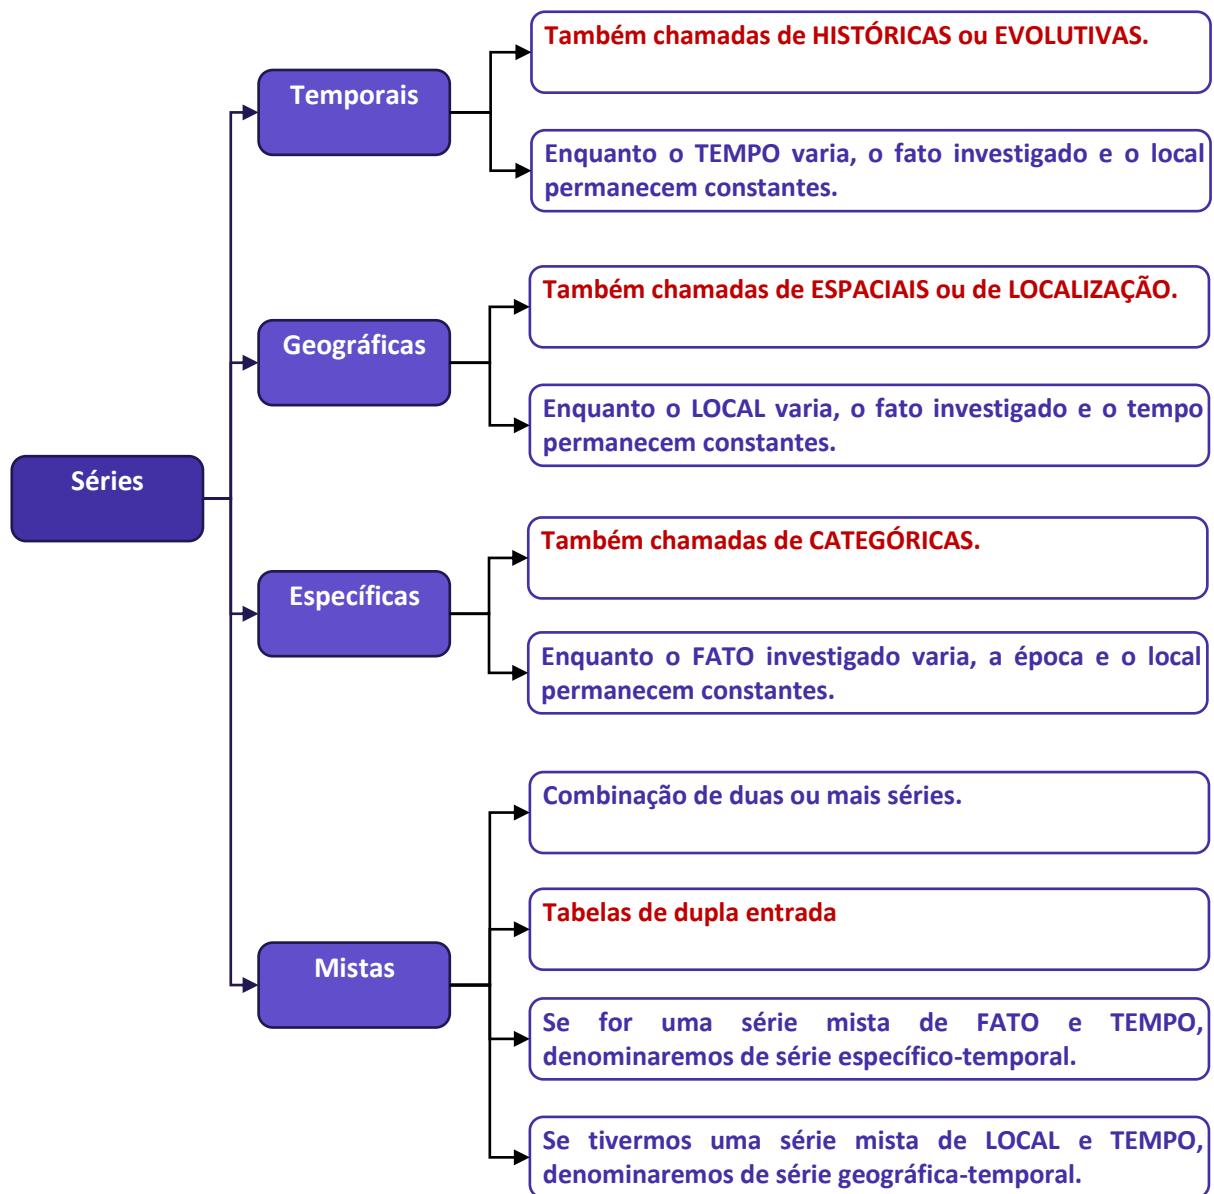 Séries
Temporais
Também chamadas de HISTÓRICAS ou EVOLUTIVAS.
Enquanto o TEMPO varia, o fato investigado e o local
permanecem constantes.
Geográficas
Também chamadas de ESPACIAIS ou de LOCALIZAÇÃO.
Enquanto o LOCAL varia, o fato investigado e o tempo
permanecem constantes.
Específicas
Também chamadas de CATEGÓRICAS.
Enquanto o FATO investigado varia, a época e o local
permanecem constantes.
Mistas
Combinação de duas ou mais séries.
Tabelas de dupla entrada
Se for uma série mista de FATO e TEMPO,
denominaremos de série específico-temporal.
Se tivermos uma série mista de LOCAL e TEMPO,
denominaremos de série geográfica-temporal.